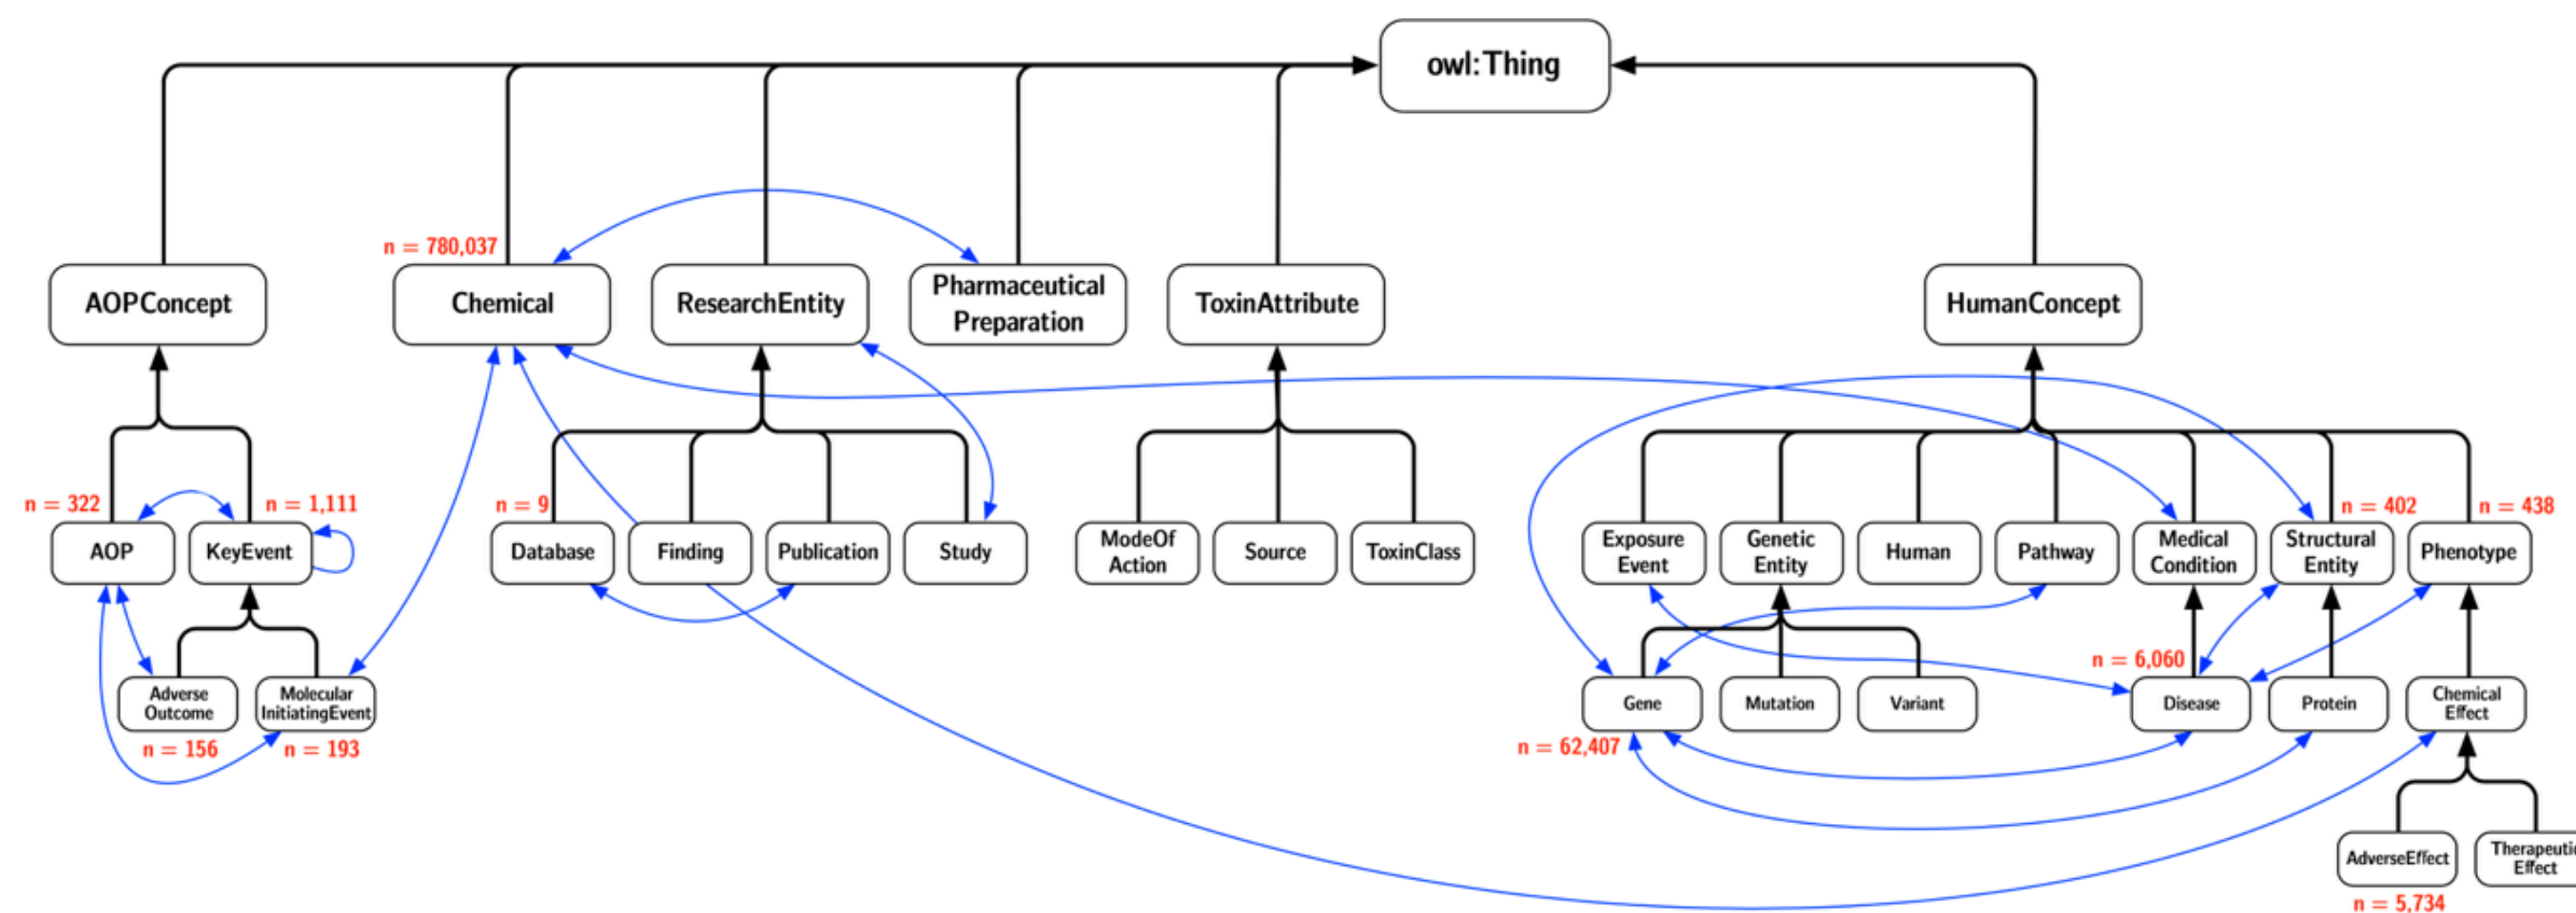 owl:Thing
n = 780,037
AOPConcept
Chemical
ResearchEntity
Pharmaceutical
Preparation
ToxinAttribute
HumanConcept
n = 322
n = 1,111
n = 9
n = 402
n = 438
AOP
KeyEvent
Database
Finding
Publication
Study
ModeOf
Action
Source
ToxinClass
Exposure
Event
Genetic
Entity
Human
Pathway
Medical
Condition
Structural
Entity
Phenotype
n = 6,060
Adverse
Outcome
Molecular
InitiatingEvent
Gene
Mutation
Variant
Disease
Protein
Chemical
Effect
n = 156
n = 193
n = 62,407
AdverseEffect
Therapeutic
Effect
n = 5,734